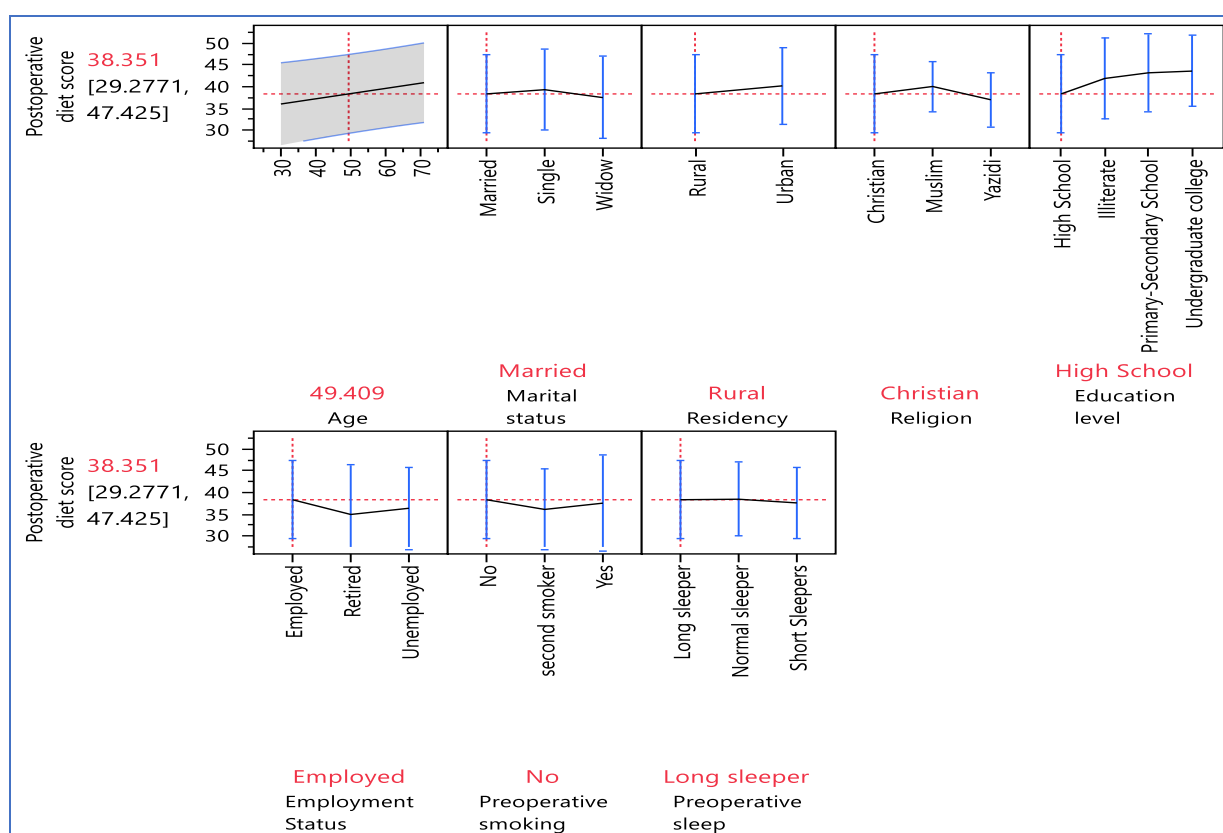 Postoperative
diet score
38.351
[29.2771,
47.425]
50
45
40
35
30
30
40
50
60
70
Married
Single
Widow
Rural
Urban
Christian
Muslim
Yazidi
High School
Illiterate
Primary-Secondary School
Undergraduate college
49.409
Age
Married
Marital
status
Rural
Residency
Christian
Religion
High School
Education
level
Postoperative
diet score
38.351
[29.2771,
47.425]
50
45
40
35
30
Employed
Retired
Unemployed
No
second smoker
Yes
Long sleeper
Normal sleeper
Short Sleepers
Employed
Employment
Status
No
Preoperative
smoking
Long sleeper
Preoperative
sleep